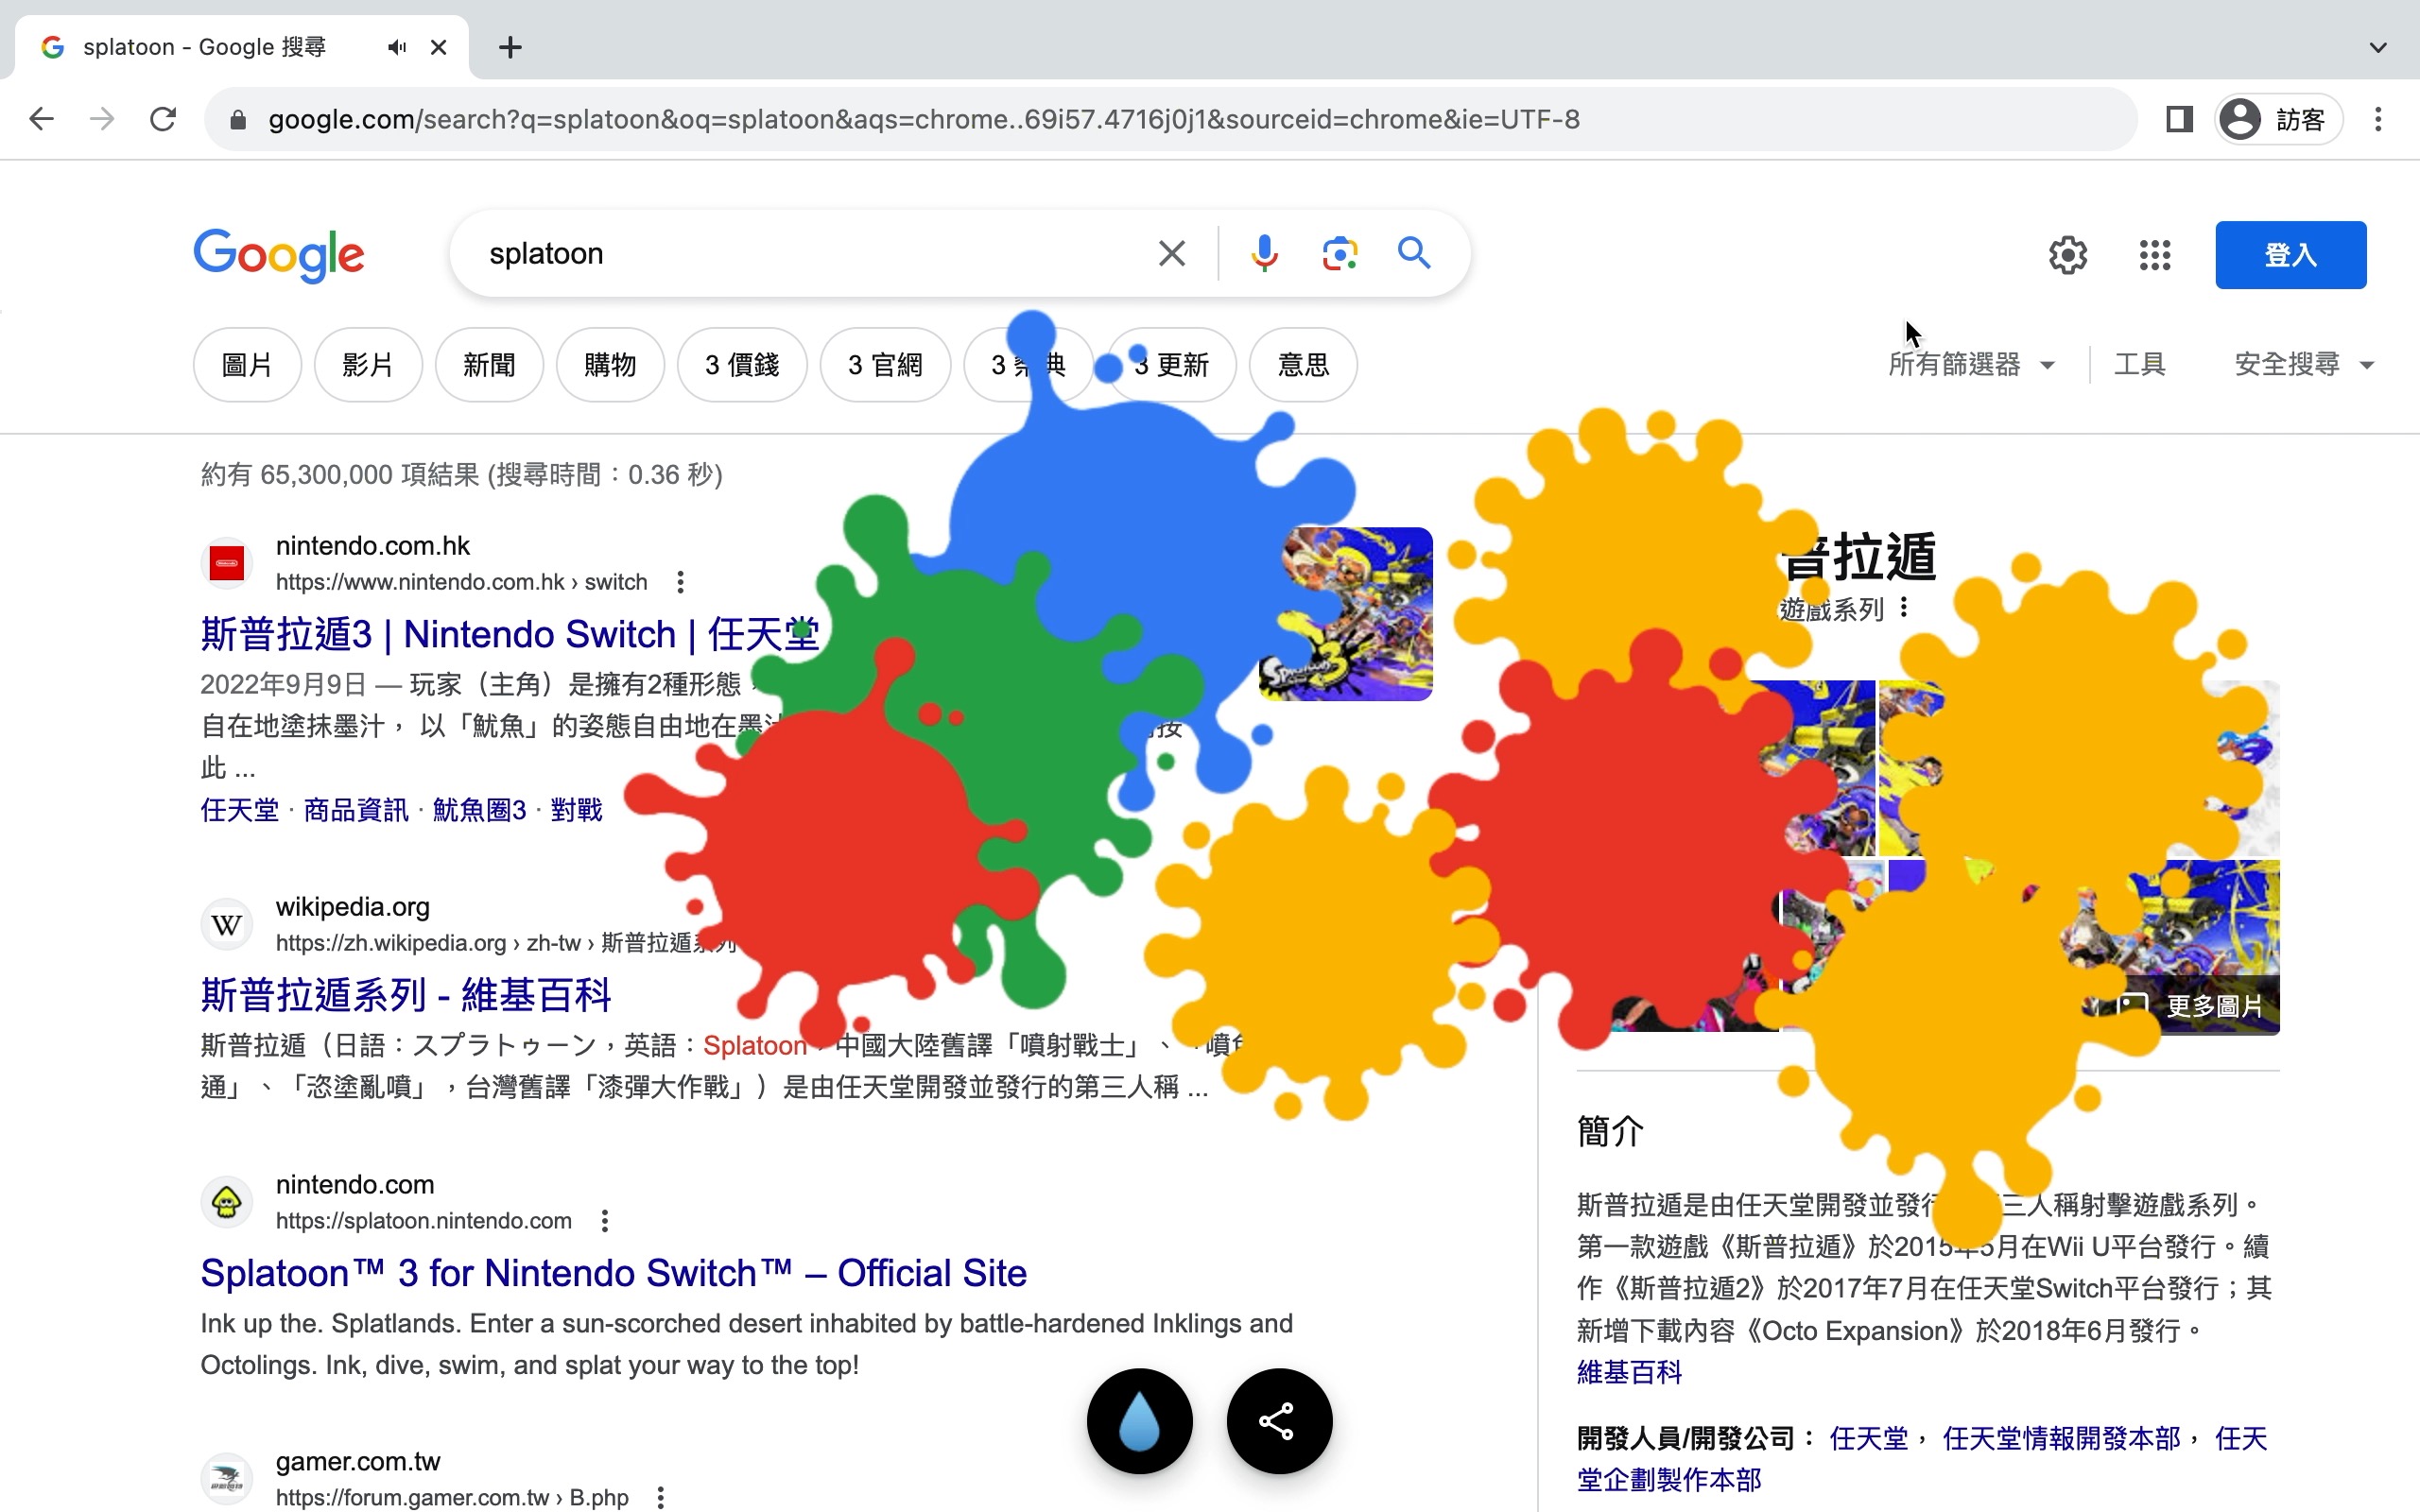 splatoon - Google 搜尋
google.com/search?q=splatoon&oq=splatoon&aqs=chrome..69i57.4716j0j1&sourceid=chrome&ie=UTF-8
訪客
Google
splatoon
登入
圖片
影片
新聞
購物
3 價錢
3 官網
3 祭典
3 更新
意思
所有篩選器
工具
安全搜尋
約有 65,300,000 項結果 (搜尋時間：0.36 秒)
nintendo.com.hk
https://www.nintendo.com.hk › switch
斯普拉遁3 | Nintendo Switch | 任天堂
2022年9月9日 — 玩家（主角）是擁有2種形態
自在地塗抹墨汁， 以「魷魚」的姿態自由地在墨汁
按
此 ...
任天堂 · 商品資訊 · 魷魚圈3 · 對戰
wikipedia.org
https://zh.wikipedia.org › zh-tw › 斯普拉遁系列
斯普拉遁系列 - 維基百科
斯普拉遁（日語：スプラトゥーン，英語：Splatoon，中國大陸舊譯「噴射戰士」、「噴
通」、「恣塗亂噴」，台灣舊譯「漆彈大作戰」）是由任天堂開發並發行的第三人稱 ...
nintendo.com
https://splatoon.nintendo.com
Splatoon™ 3 for Nintendo Switch™ – Official Site
Ink up the. Splatlands. Enter a sun-scorched desert inhabited by battle-hardened Inklings and
Octolings. Ink, dive, swim, and splat your way to the top!
gamer.com.tw
https://forum.gamer.com.tw › B.php
Splatoon 3
普拉遁
遊戲系列
更多圖片
簡介
斯普拉遁是由任天堂開發並發行 三人稱射擊遊戲系列。
第一款遊戲《斯普拉遁》於2015年5月在Wii U平台發行。續
作《斯普拉遁2》於2017年7月在任天堂Switch平台發行；其
新增下載內容《Octo Expansion》於2018年6月發行。
維基百科
開發人員/開發公司： 任天堂， 任天堂情報開發本部， 任天
堂企劃製作本部